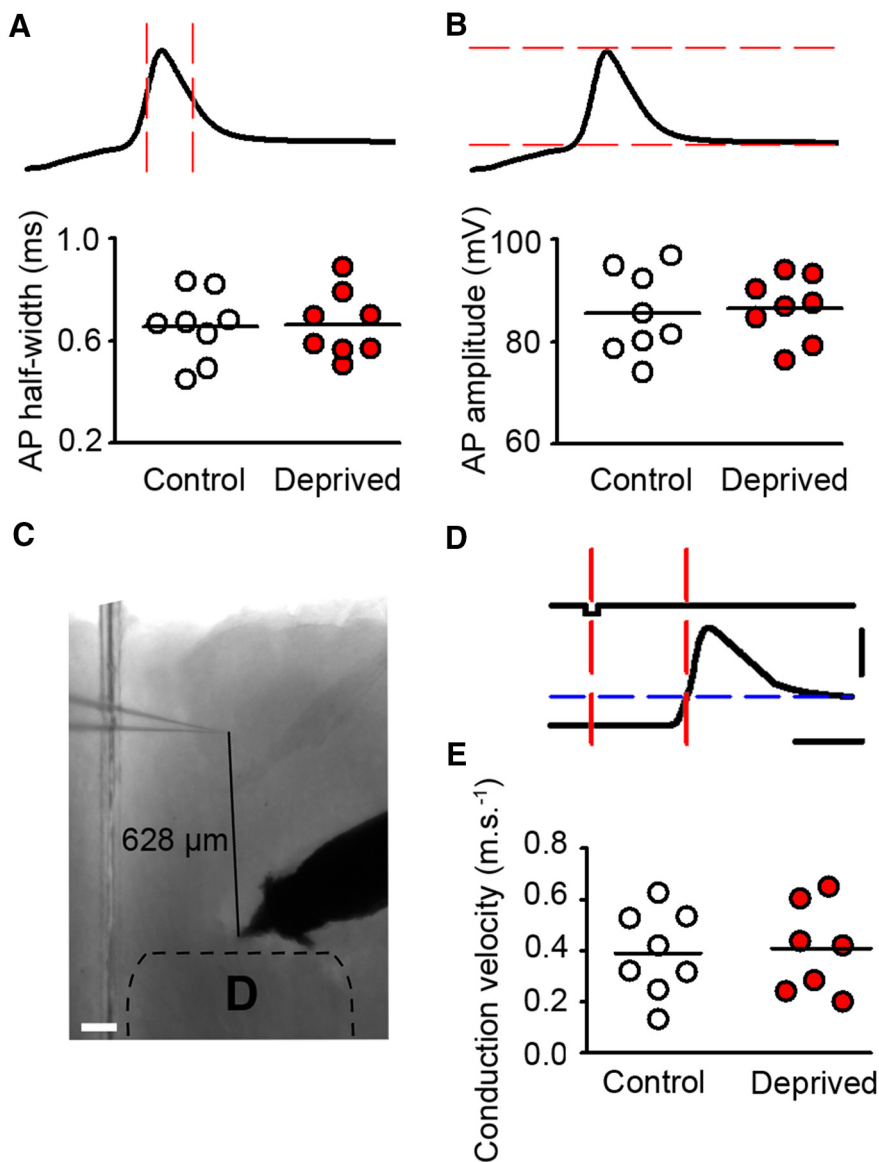 A
B
AP half-width (ms)
1.0
0.6
0.2
Control
Deprived
AP amplitude (mV)
100
80
60
Control
Deprived
C
628 µm
D
D
E
Conduction velocity (m.s.⁻¹)
0.8
0.6
0.4
0.2
0.0
Control
Deprived